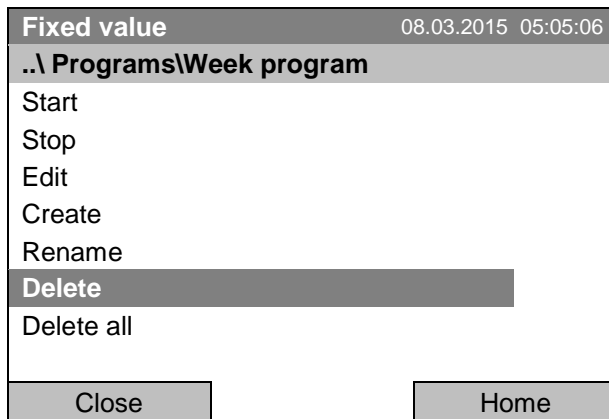 Fixed value 08.03.2015 05:05:06
..\ Programs\Week program
Start
Stop
Edit
Create
Rename
Delete
Delete all
Close Home